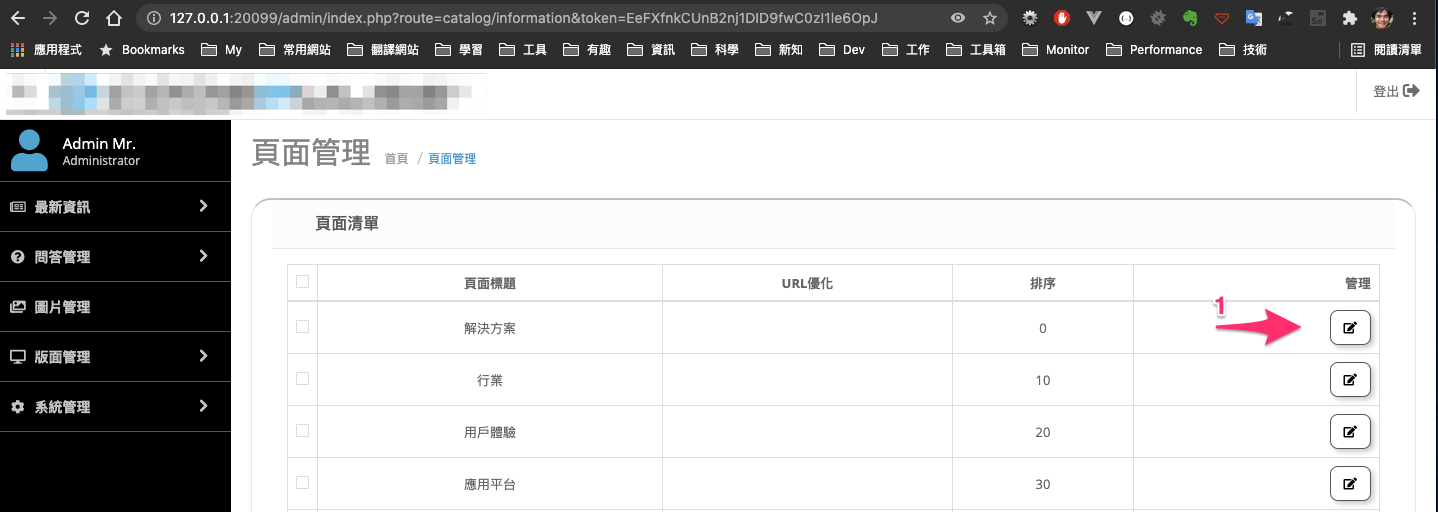 127.0.0.1:20099/admin/index.php?route=catalog/information&token=EeFXfnkCUnB2nj1DID9fwC0zI1le6OpJ
應用程式 Bookmarks My 常用網站 翻譯網站 學習 工具 有趣 資訊 科學 新知 Dev 工作 工具箱 Monitor Performance 技術 閱讀清單
登出
Admin Mr.
Administrator
最新資訊
問答管理
圖片管理
版面管理
系統管理
頁面管理 首頁 / 頁面管理
頁面清單
頁面標題 URL優化 排序 管理
1
解決方案 0
行業 10
用戶體驗 20
應用平台 30